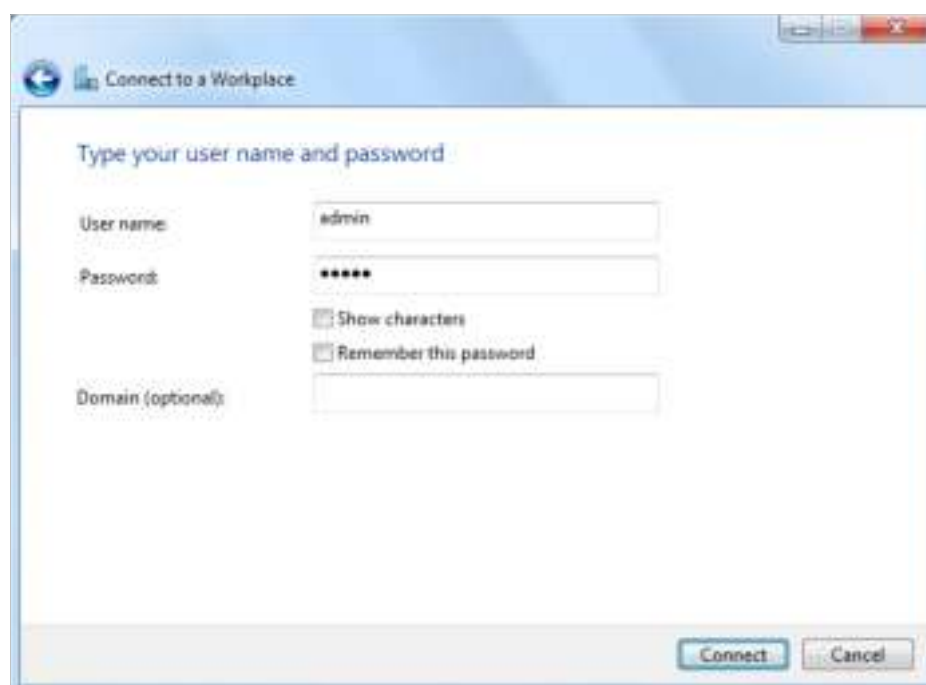 Connect to a Workplace
Type your user name and password
User name:
admin
Password:
•••••
Show characters
Remember this password
Domain (optional):
Connect
Cancel